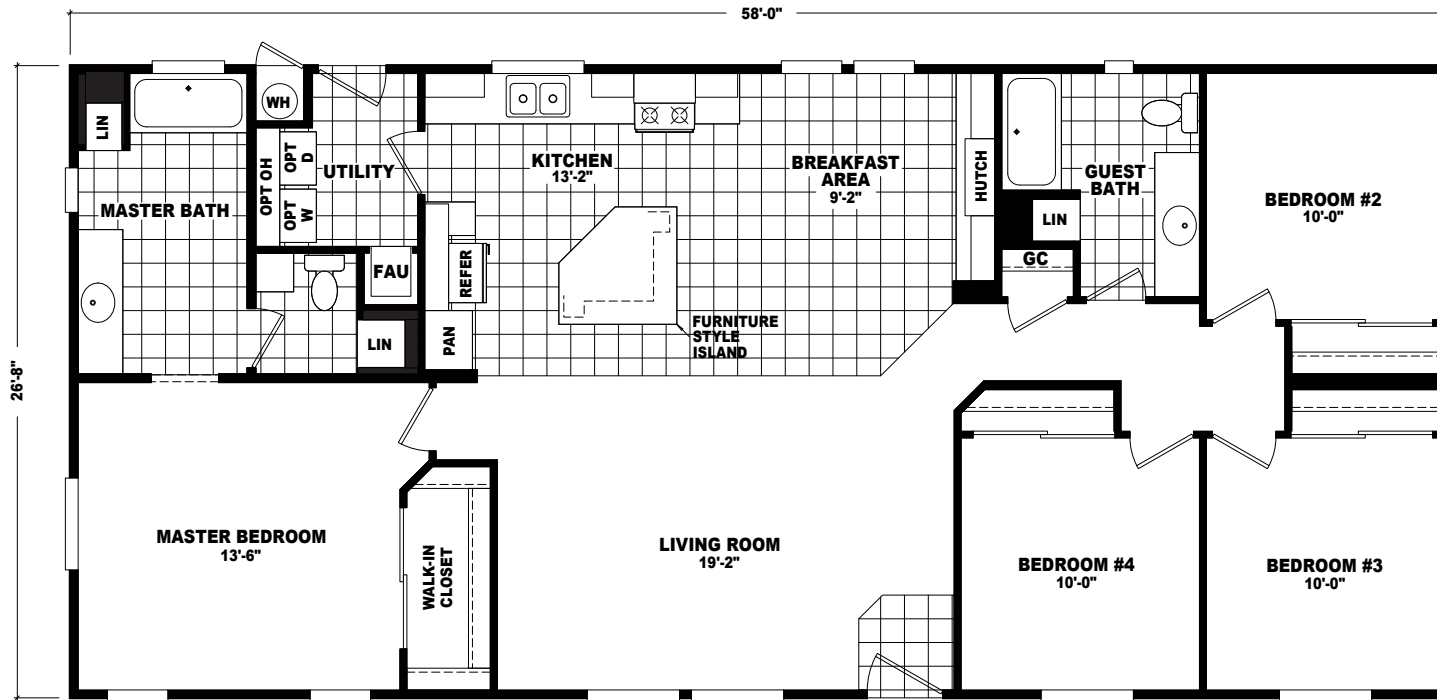 58'-0"
26'-8"
LIN
WH
OPT OH
OPT
D
OPT
W
UTILITY
KITCHEN
13'-2"
BREAKFAST
AREA
9'-2"
HUTCH
GUEST
BATH
BEDROOM #2
10'-0"
MASTER BATH
LIN
GC
FAU
REFER
LIN
PAN
FURNITURE
STYLE
ISLAND
MASTER BEDROOM
13'-6"
WALK-IN
CLOSET
LIVING ROOM
19'-2"
BEDROOM #4
10'-0"
BEDROOM #3
10'-0"